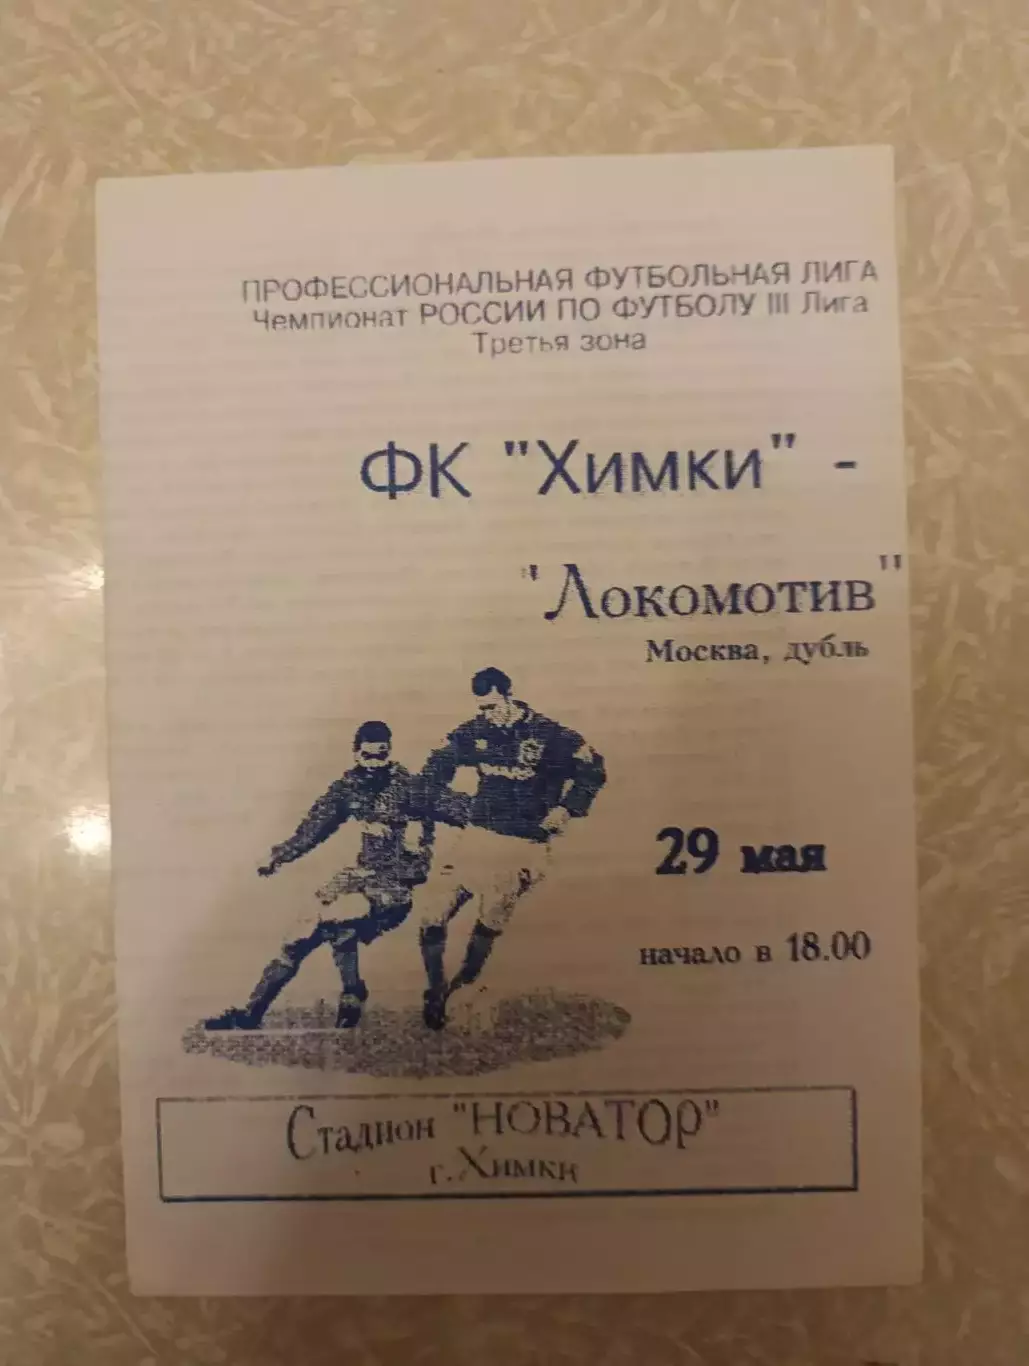 ПРОФЕССИОНАЛЬНАЯ ФУТБОЛЬНАЯ ЛИГА
Чемпионат РОССИИ ПО ФУТБОЛУ III Лига
Третья зона
ФК "Химки" -
"Локомотив"
Москва, дубль
29 мая
начало в 18.00
Стадион "НОВАТОР"
г. Химки